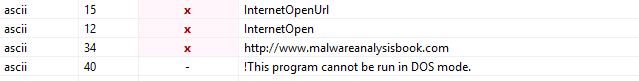 ascii 15 x InternetOpenUrl
ascii 12 x InternetOpen
ascii 34 x http://www.malwareanalysisbook.com
ascii 40 - !This program cannot be run in DOS mode.